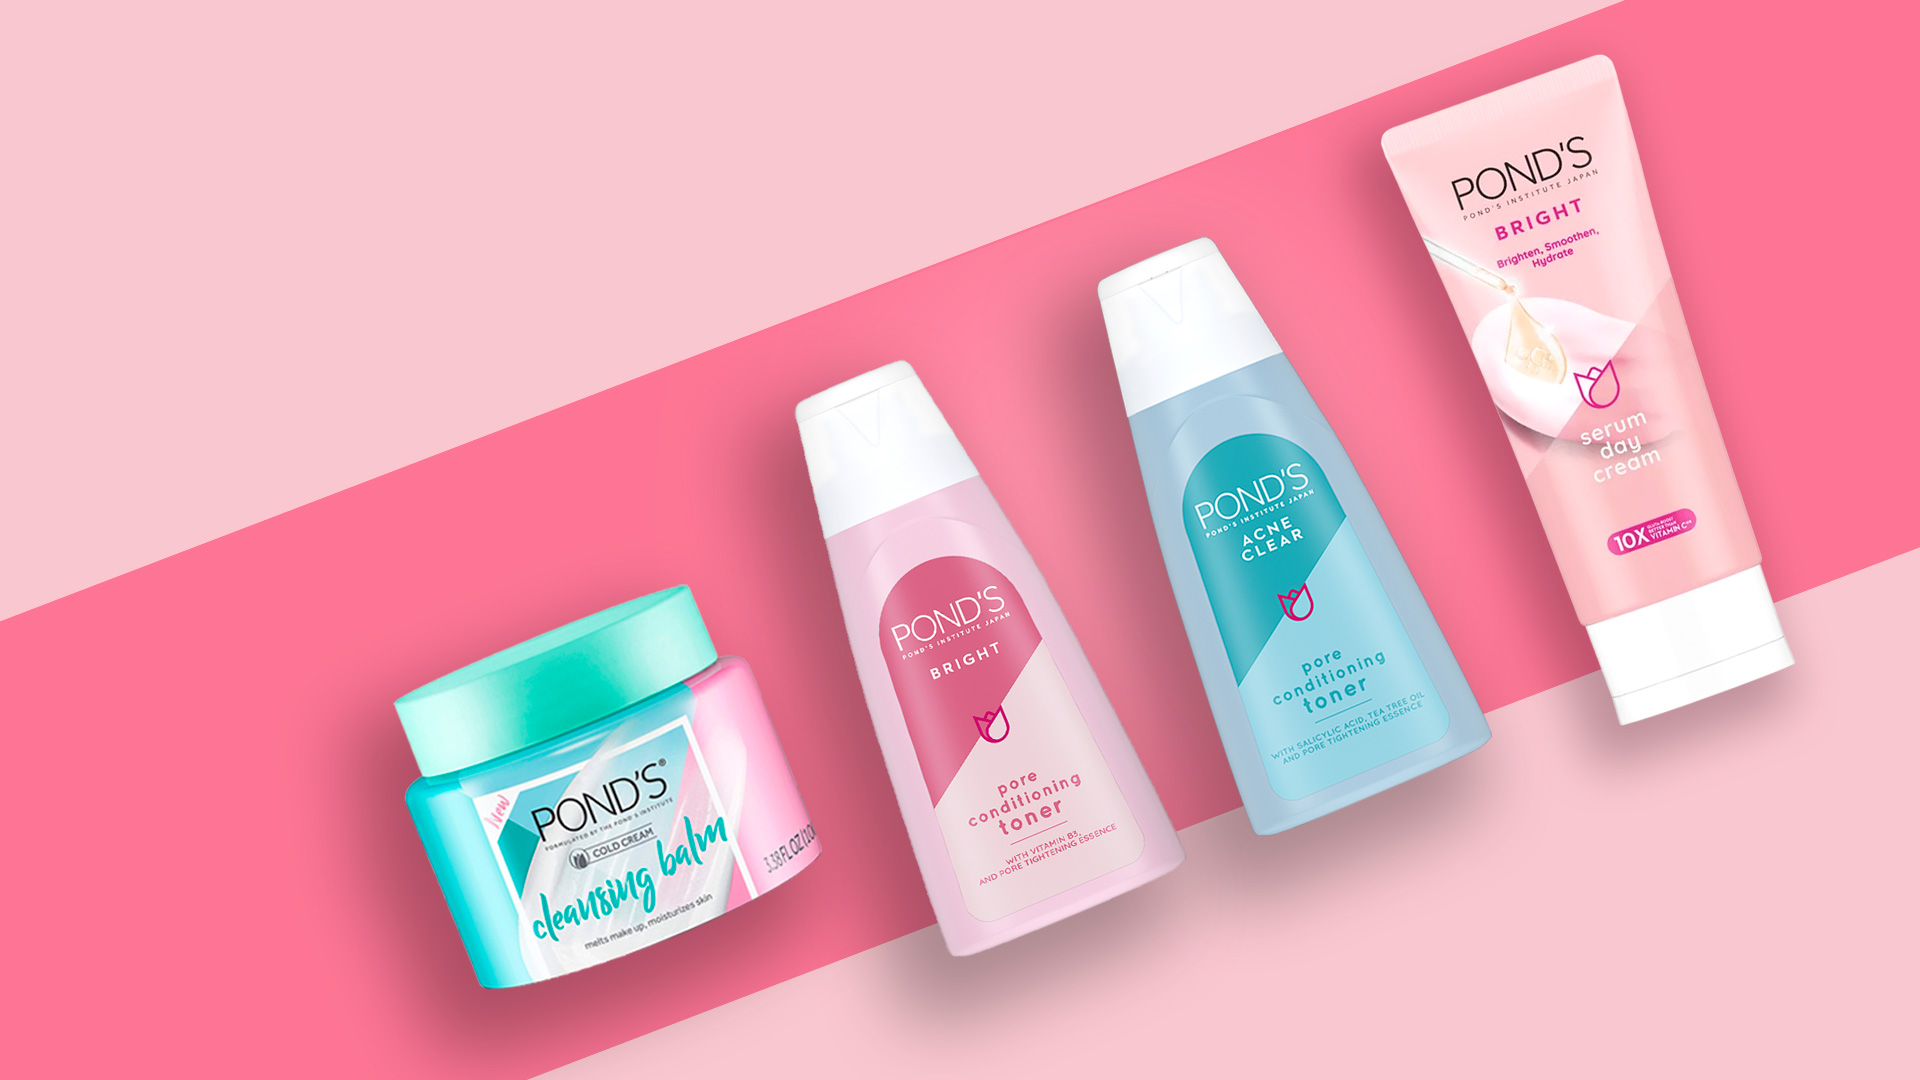 New
POND'S®
FORMULATED BY THE POND'S INSTITUTE
COLD CREAM
cleansing balm
melts make up, moisturizes skin
3.38 FL OZ (10
POND'S
POND'S INSTITUTE JAPAN
BRIGHT
pore
conditioning
toner
WITH VITAMIN B3,
AND PORE TIGHTENING ESSENCE
POND'S
POND'S INSTITUTE JAPAN
ACNE
CLEAR
pore
conditioning
toner
WITH SALICYLIC ACID, TEA TREE OIL
AND PORE TIGHTENING ESSENCE
POND'S
POND'S INSTITUTE JAPAN
BRIGHT
Brighten, Smoothen,
Hydrate
serum
day
cream
10X
VITAMIN C